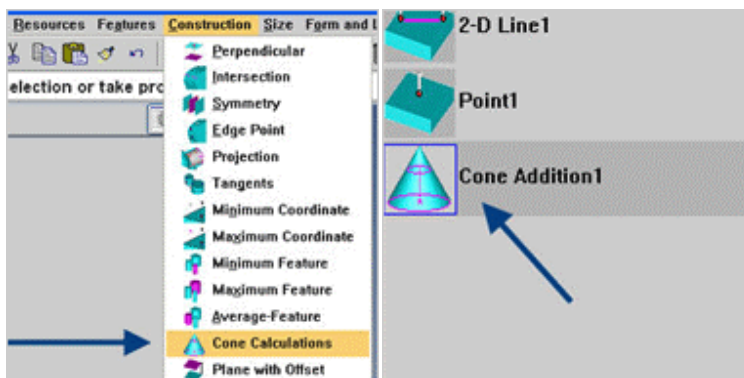 Resources Features Construction Size Form and L
election or take pro
Perpendicular
Intersection
Symmetry
Edge Point
Projection
Tangents
Minimum Coordinate
Maximum Coordinate
Minimum Feature
Maximum Feature
Average-Feature
Cone Calculations
Plane with Offset
2-D Line1
Point1
Cone Addition1